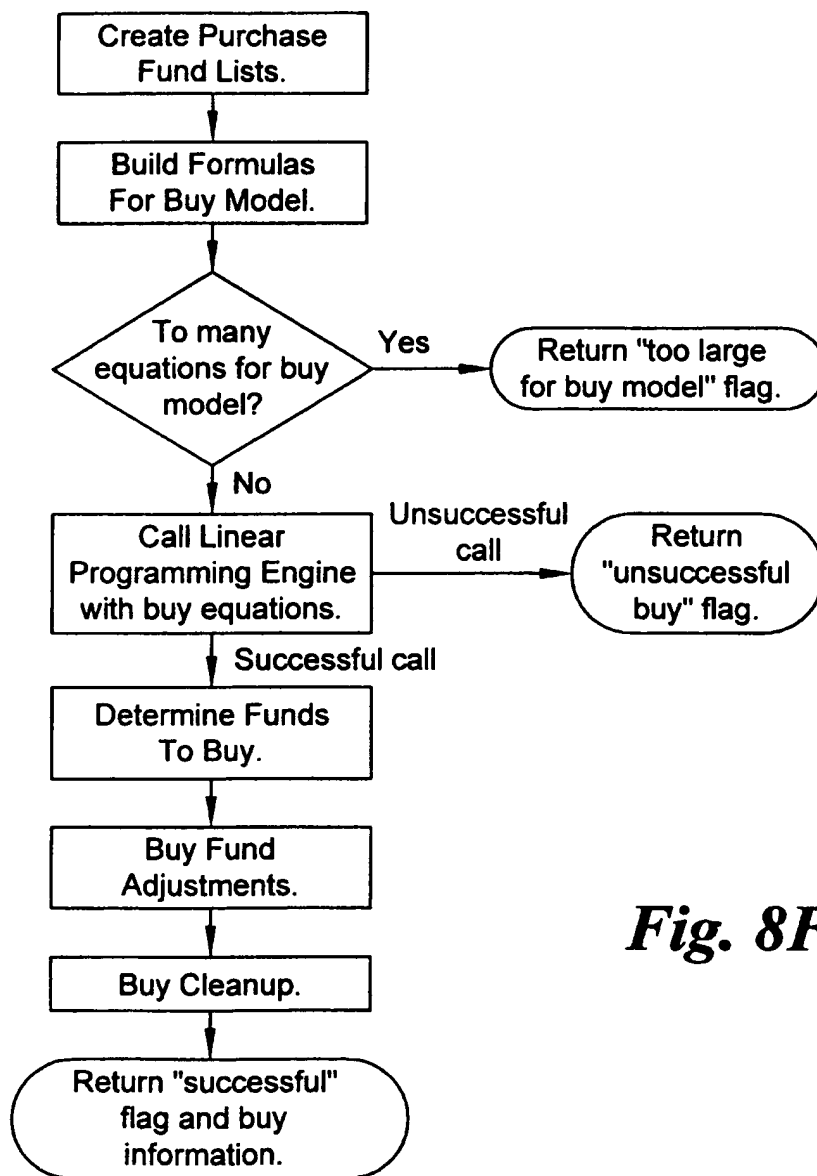 Create Purchase
Fund Lists.
Build Formulas
For Buy Model.
To many
equations for buy
model?
Yes
Return "too large
for buy model" flag.
No
Call Linear
Programming Engine
with buy equations.
Unsuccessful
call
Return
"unsuccessful
buy" flag.
Successful call
Determine Funds
To Buy.
Buy Fund
Adjustments.
Fig. 8F
Buy Cleanup.
Return "successful"
flag and buy
information.